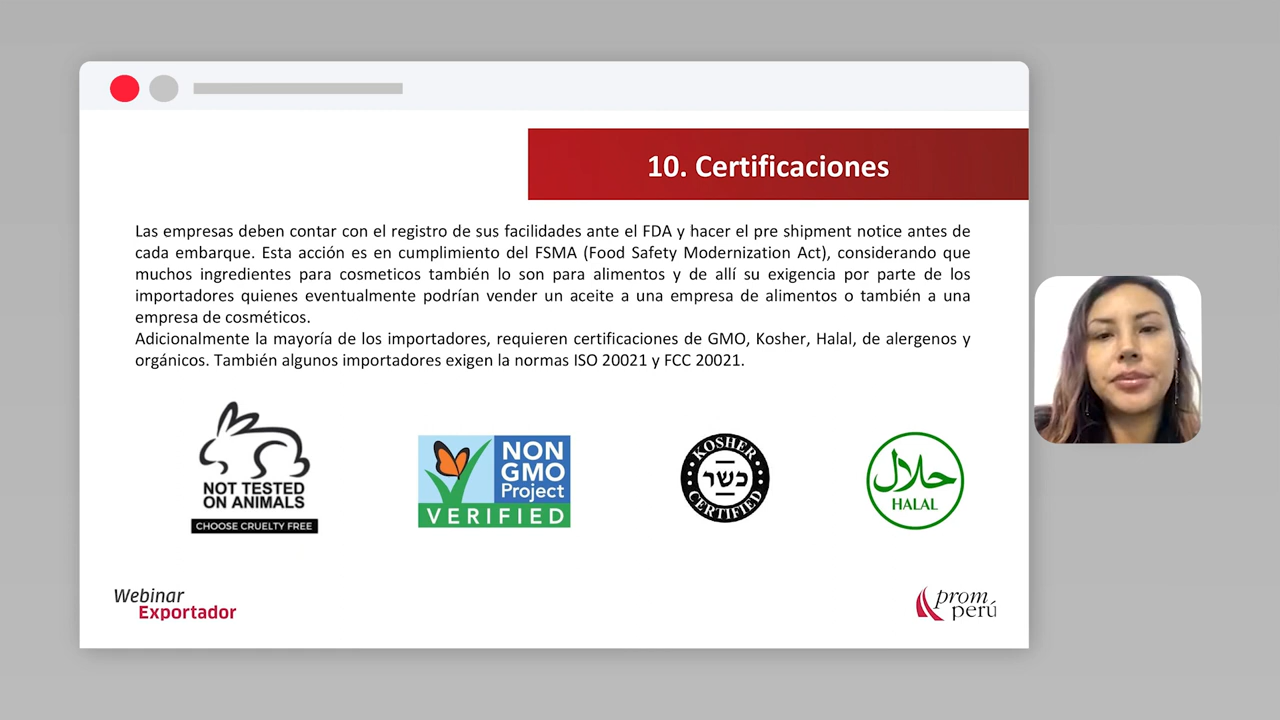 10. Certificaciones
Las empresas deben contar con el registro de sus facilidades ante el FDA y hacer el pre shipment notice antes de
cada embarque. Esta acción es en cumplimiento del FSMA (Food Safety Modernization Act), considerando que
muchos ingredientes para cosmeticos también lo son para alimentos y de allí su exigencia por parte de los
importadores quienes eventualmente podrían vender un aceite a una empresa de alimentos o también a una
empresa de cosméticos.
Adicionalmente la mayoría de los importadores, requieren certificaciones de GMO, Kosher, Halal, de alergenos y
orgánicos. También algunos importadores exigen la normas ISO 20021 y FCC 20021.
NOT TESTED
ON ANIMALS
CHOOSE CRUELTY FREE
NON
GMO
Project
VERIFIED
KOSHER
כשר
CERTIFIED
حلال
HALAL
Webinar
Exportador
prom
perú